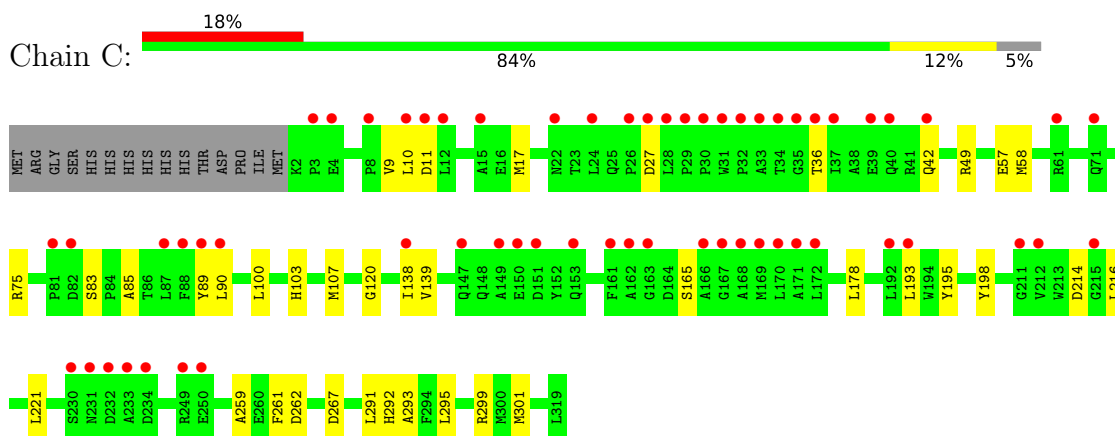 18%
Chain C:
84% 12% 5%
MET ARG GLY SER HIS HIS HIS HIS HIS HIS THR ASP PRO ILE MET K2 P3 E4 P8 V9 L10 D11 L12 A15 E16 M17 N22 T23 L24 Q25 P26 D27 L28 P29 P30 W31 P32 A33 T34 G35 T36 I37 A38 E39 Q40 R41 Q42 R49 E57 M58 R61 Q71
R75 P81 D82 S83 P84 A85 T86 L87 F88 Y89 L90 L100 H103 M107 G120 I138 V139 Q147 Q148 A149 E150 D151 Y152 Q153 F161 A162 G163 D164 S165 A166 G167 A168 M169 L170 A171 L172 L178 L192 L193 W194 Y195 Y198 G211 V212 W213 D214 G215 L216
L221 S230 N231 D232 A233 D234 R249 E250 A259 E260 F261 D262 D267 L291 H292 A293 F294 L295 R299 M300 M301 L319